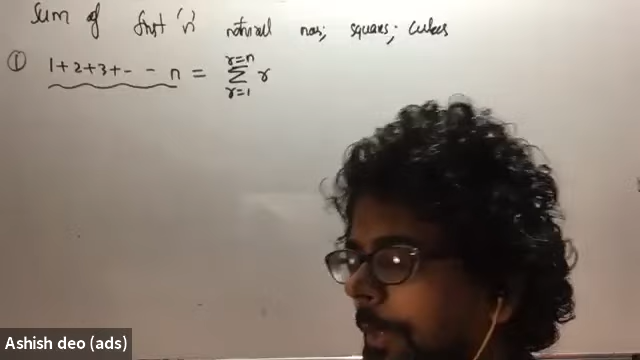 Sum of first 'n' natural nos; squares; cubes
① 1+2+3+- - - n = ∑ r r=n r=1
Ashish deo (ads)